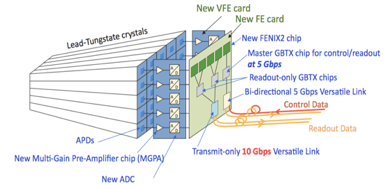 New VFE card
New FE card
Lead-Tungstate crystals
New FENIX2 chip
Master GBTX chip for control/readout
at 5 Gbps
Readout-only GBTX chips
Bi-directional 5 Gbps Versatile Link
Control Data
Readout Data
APDs
New Multi-Gain Pre-Amplifier chip (MGPA)
Transmit-only 10 Gbps Versatile Link
New ADC